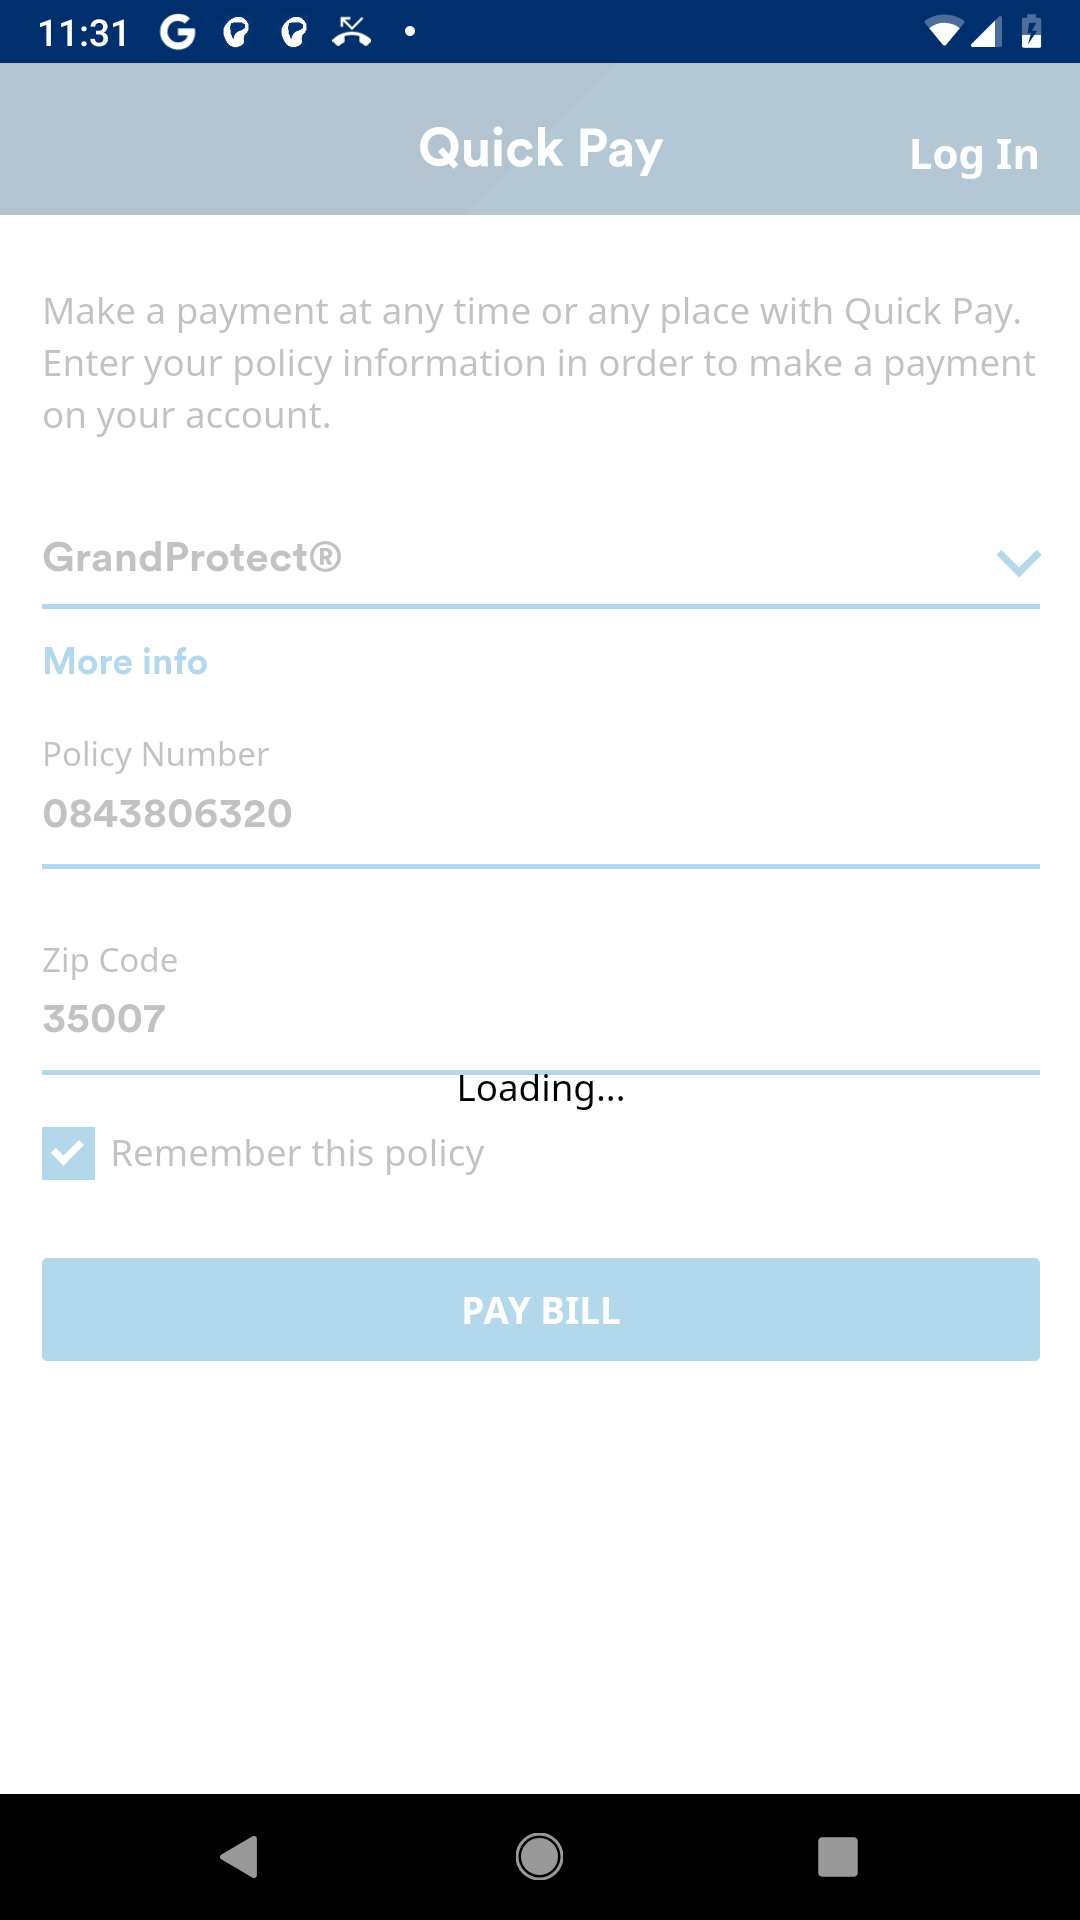 11:31
Quick Pay
Log In
Make a payment at any time or any place with Quick Pay.
Enter your policy information in order to make a payment
on your account.
GrandProtect®
More info
Policy Number
0843806320
Zip Code
35007
Loading...
Remember this policy
PAY BILL